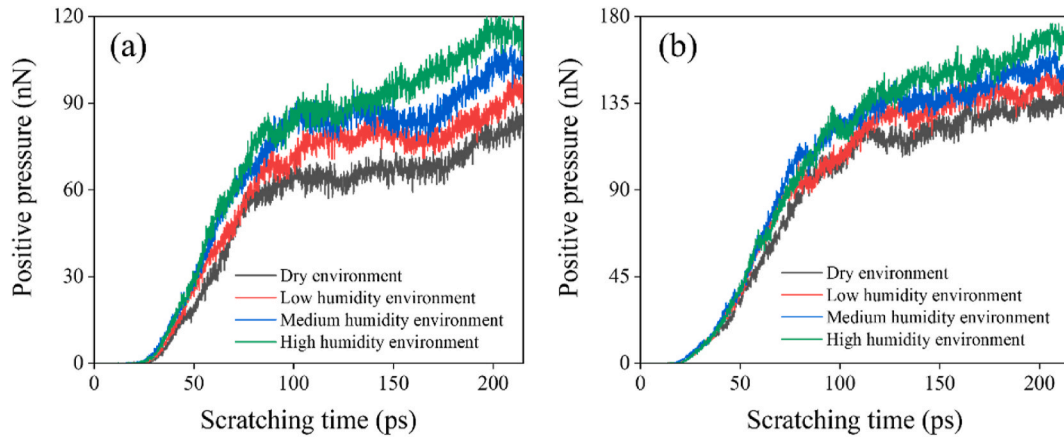 (a)
Positive pressure (nN)
120
90
60
30
0
Dry environment
Low humidity environment
Medium humidity environment
High humidity environment
0 50 100 150 200
Scratching time (ps)
(b)
Positive pressure (nN)
180
135
90
45
0
Dry environment
Low humidity environment
Medium humidity environment
High humidity environment
0 50 100 150 200
Scratching time (ps)